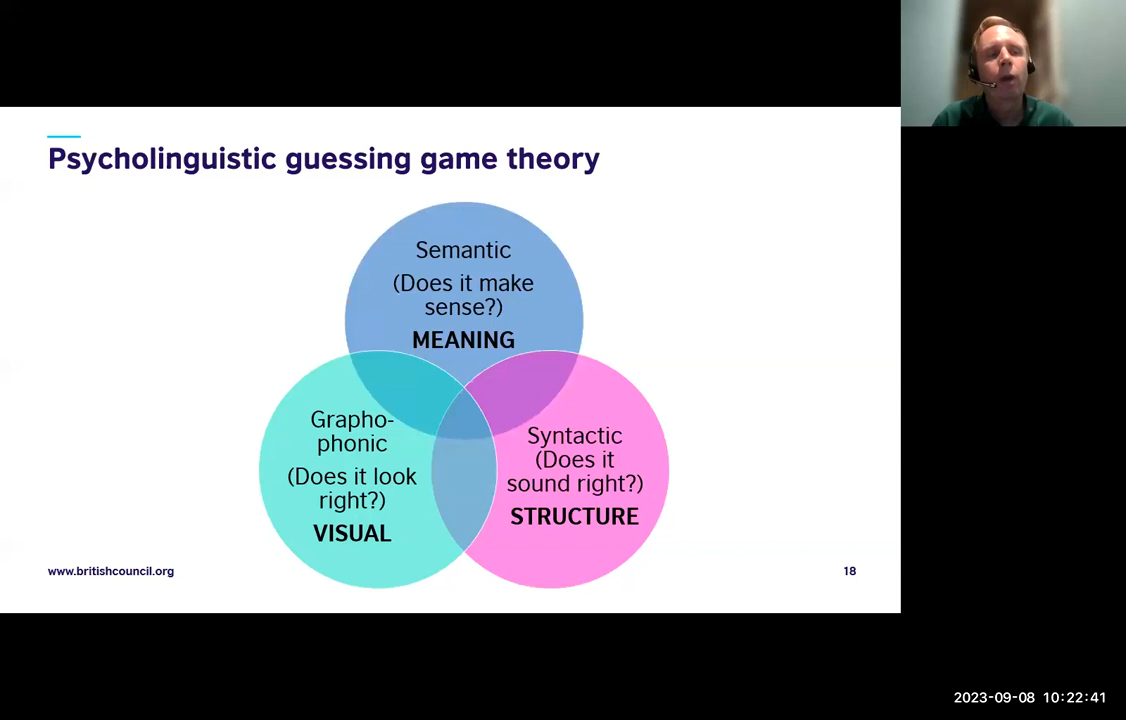 Psycholinguistic guessing game theory
Semantic
(Does it make
sense?)
MEANING
Grapho-
phonic
(Does it look
right?)
VISUAL
Syntactic
(Does it
sound right?)
STRUCTURE
www.britishcouncil.org
18
2023-09-08 10:22:41